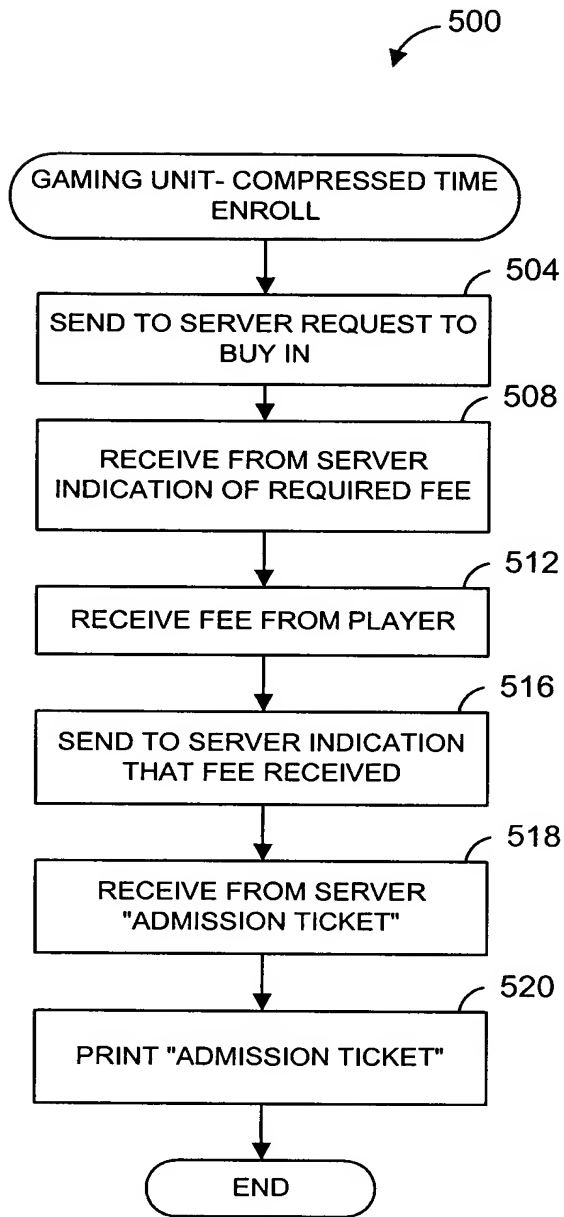 500
GAMING UNIT- COMPRESSED TIME
ENROLL
504
SEND TO SERVER REQUEST TO
BUY IN
508
RECEIVE FROM SERVER
INDICATION OF REQUIRED FEE
512
RECEIVE FEE FROM PLAYER
516
SEND TO SERVER INDICATION
THAT FEE RECEIVED
518
RECEIVE FROM SERVER
"ADMISSION TICKET"
520
PRINT "ADMISSION TICKET"
END